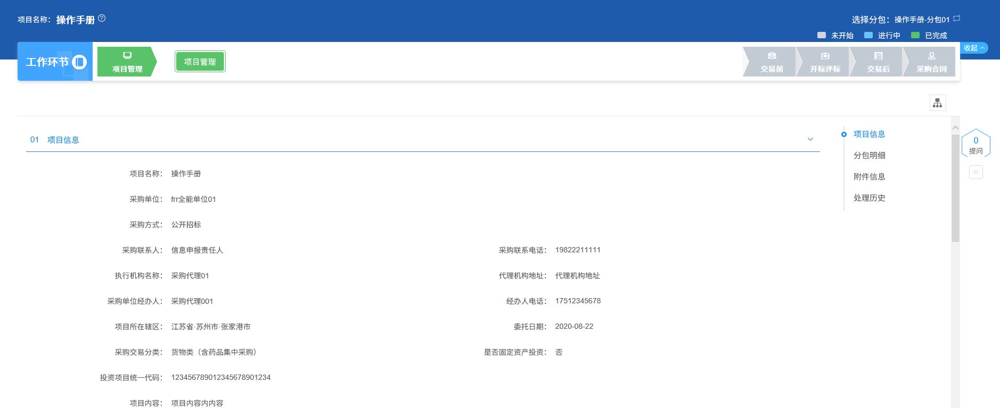 项目名称：操作手册
选择分包：操作手册-分包01
未开始 进行中 已完成
收起
工作环节 项目管理 项目管理 交易前 开标评标 交易后 采购合同
01 项目信息
项目信息
分包明细
附件信息
处理历史
0
提问
项目名称：操作手册
采购单位：frr全能单位01
采购方式：公开招标
采购联系人：信息申报责任人 采购联系电话：19822211111
执行机构名称：采购代理01 代理机构地址：代理机构地址
采购单位经办人：采购代理001 经办人电话：17512345678
项目所在辖区：江苏省·苏州市·张家港市 委托日期：2020-08-22
采购交易分类：货物类（含药品集中采购） 是否固定资产投资：否
投资项目统一代码：123456789012345678901234
项目内容：项目内容内内容